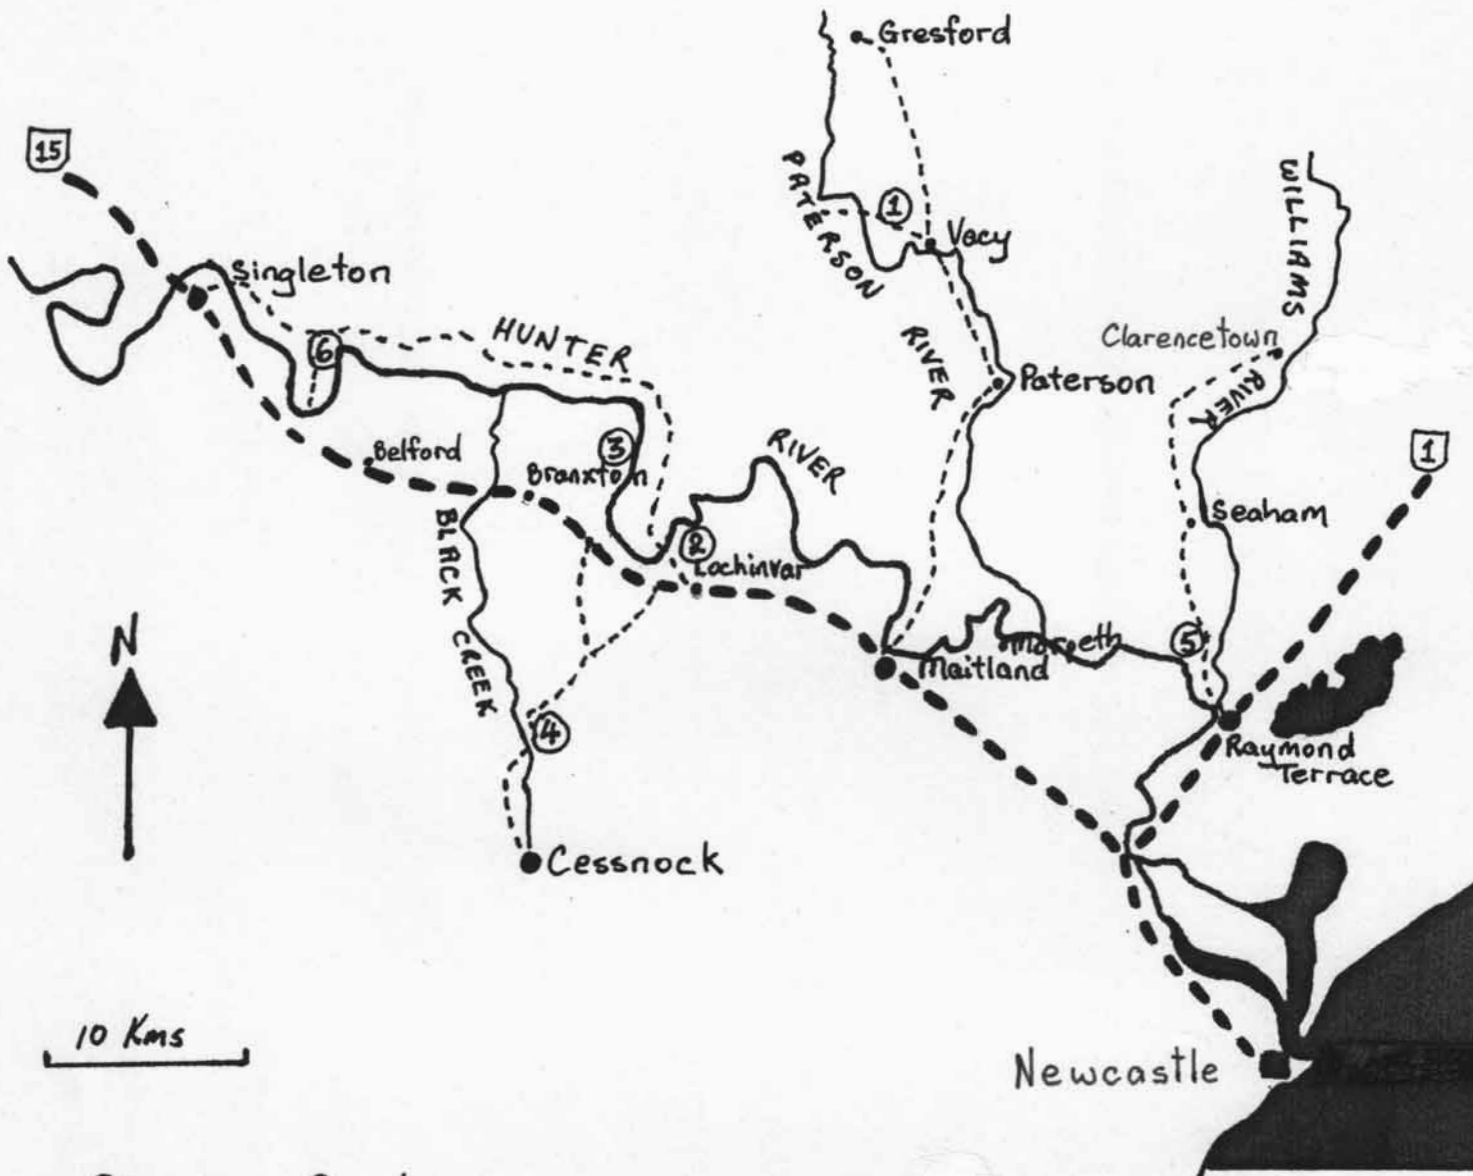 Gresford
15
PATERSON
1
Vacy
WILLIAMS
Singleton
HUNTER
6
RIVER
Clarencetown
Paterson
RIVER
Belford
3
Branxton
RIVER
1
Seaham
BLACK
2
Lochinvar
N
CREEK
Morpeth
5
Maitland
4
Raymond
Terrace
Cessnock
10 Kms
Newcastle